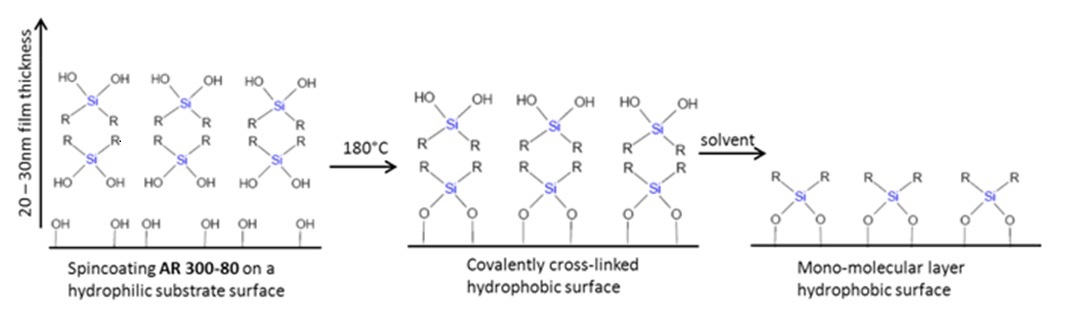 20 – 30nm film thickness
HO OH HO OH HO OH
Si Si Si
R R R R R R
R R R R R R
Si Si Si
HO OH HO OH HO OH
OH OH OH OH OH OH
Spincoating AR 300-80 on a
hydrophilic substrate surface
180°C
HO OH HO OH HO OH
Si Si Si
R R R R R R
R R R R R R
Si Si Si
O O O O O O
Covalently cross-linked
hydrophobic surface
solvent
R R R R R R
Si Si Si
O O O O O O
Mono-molecular layer
hydrophobic surface